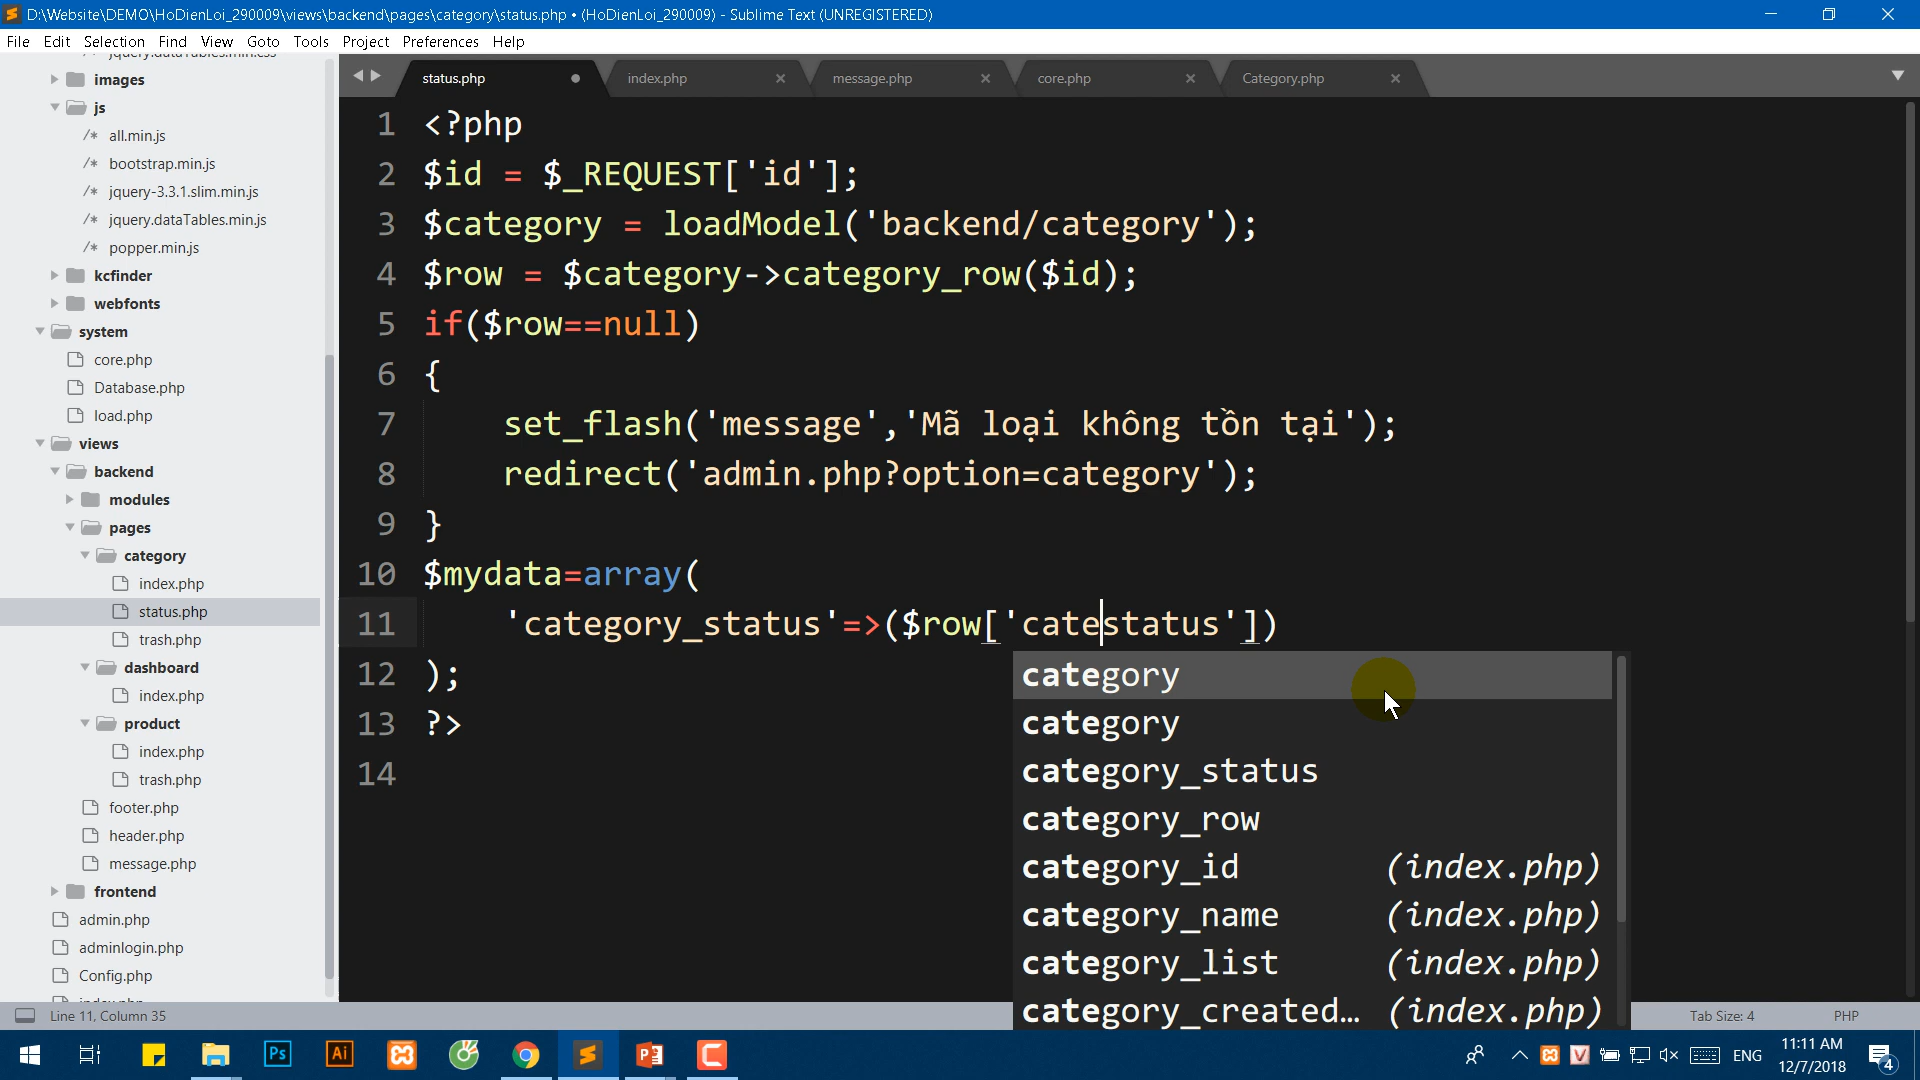 D:\Website\DEMO\HoDienLoi_290009\views\backend\pages\category\status.php • (HoDienLoi_290009) - Sublime Text (UNREGISTERED)
File Edit Selection Find View Goto Tools Project Preferences Help
status.php index.php message.php core.php Category.php
images
js
/* all.min.js
/* bootstrap.min.js
/* jquery-3.3.1.slim.min.js
/* jquery.dataTables.min.js
/* popper.min.js
kcfinder
webfonts
system
core.php
Database.php
load.php
views
backend
modules
pages
category
index.php
status.php
trash.php
dashboard
index.php
product
index.php
trash.php
footer.php
header.php
message.php
frontend
admin.php
adminlogin.php
Config.php
1 <?php
2 $id = $_REQUEST['id'];
3 $category = loadModel('backend/category');
4 $row = $category->category_row($id);
5 if($row==null)
6 {
7 set_flash('message','Mã loại không tồn tại');
8 redirect('admin.php?option=category');
9 }
10 $mydata=array(
11 'category_status'=>($row['catestatus'])
12 );
13 ?>
14
category
category
category_status
category_row
category_id (index.php)
category_name (index.php)
category_list (index.php)
category_created… (index.php)
Line 11, Column 35
Tab Size: 4 PHP
Ps Ai
ENG
11:11 AM
12/7/2018
4